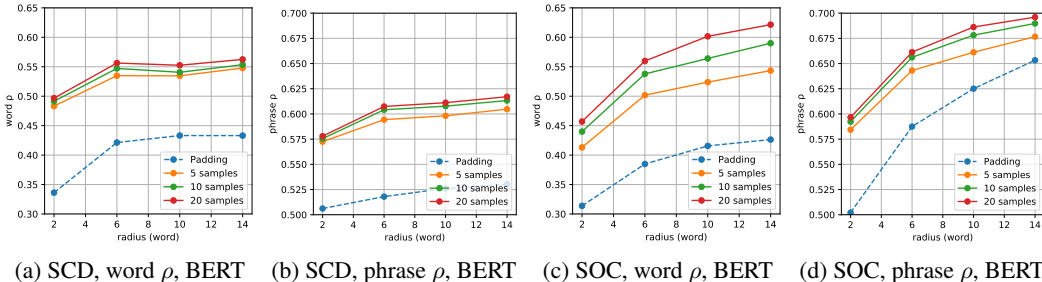 0.65
0.60
0.55
0.50
0.45
0.40
0.35
0.30
word ρ
2 4 6 8 10 12 14
radius (word)
Padding
5 samples
10 samples
20 samples
(a) SCD, word ρ, BERT
0.700
0.675
0.650
0.625
0.600
0.575
0.550
0.525
0.500
phrase ρ
2 4 6 8 10 12 14
radius (word)
Padding
5 samples
10 samples
20 samples
(b) SCD, phrase ρ, BERT
0.65
0.60
0.55
0.50
0.45
0.40
0.35
0.30
word ρ
2 4 6 8 10 12 14
radius (word)
Padding
5 samples
10 samples
20 samples
(c) SOC, word ρ, BERT
0.700
0.675
0.650
0.625
0.600
0.575
0.550
0.525
0.500
phrase ρ
2 4 6 8 10 12 14
radius (word)
Padding
5 samples
10 samples
20 samples
(d) SOC, phrase ρ, BERT